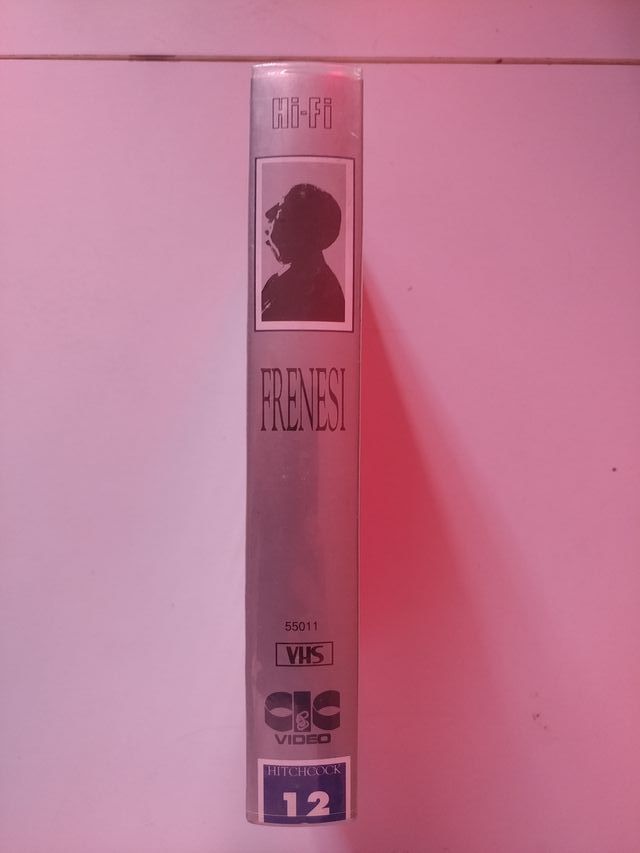 Hi-Fi
FRENESI
55011
VHS
CIC
VIDEO
HITCHCOCK
12